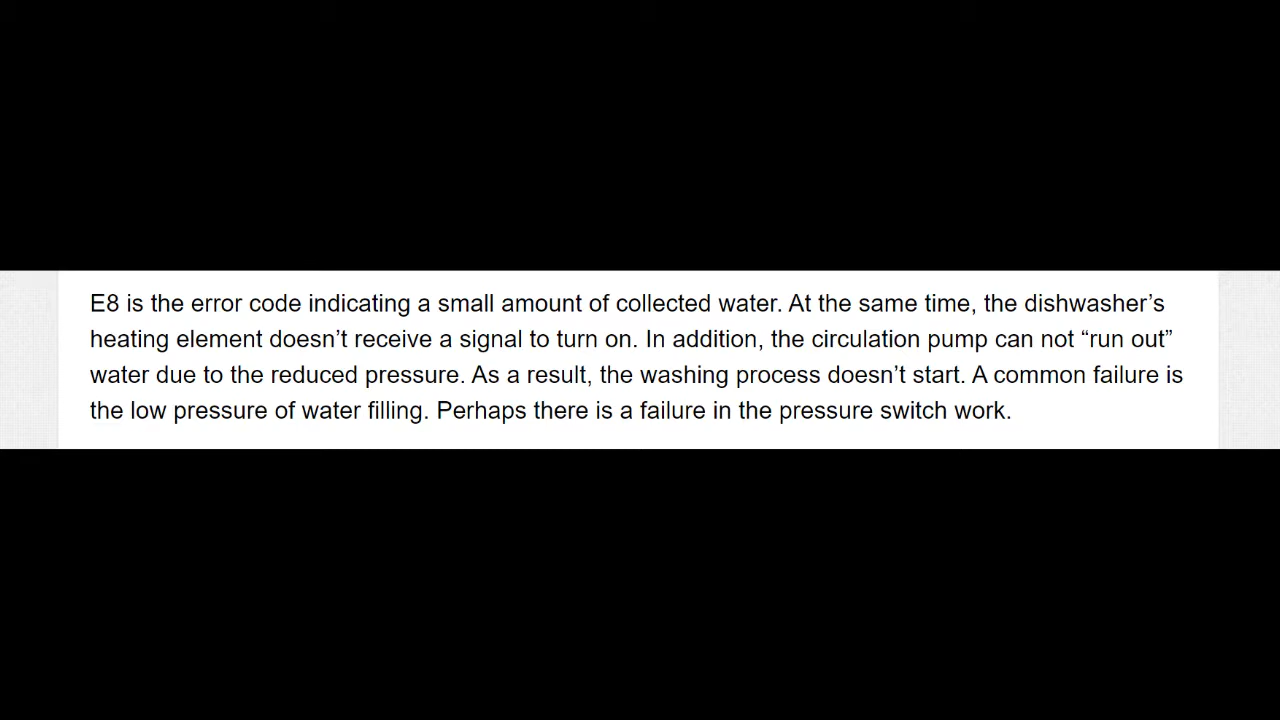 E8 is the error code indicating a small amount of collected water. At the same time, the dishwasher’s
heating element doesn’t receive a signal to turn on. In addition, the circulation pump can not “run out”
water due to the reduced pressure. As a result, the washing process doesn’t start. A common failure is
the low pressure of water filling. Perhaps there is a failure in the pressure switch work.